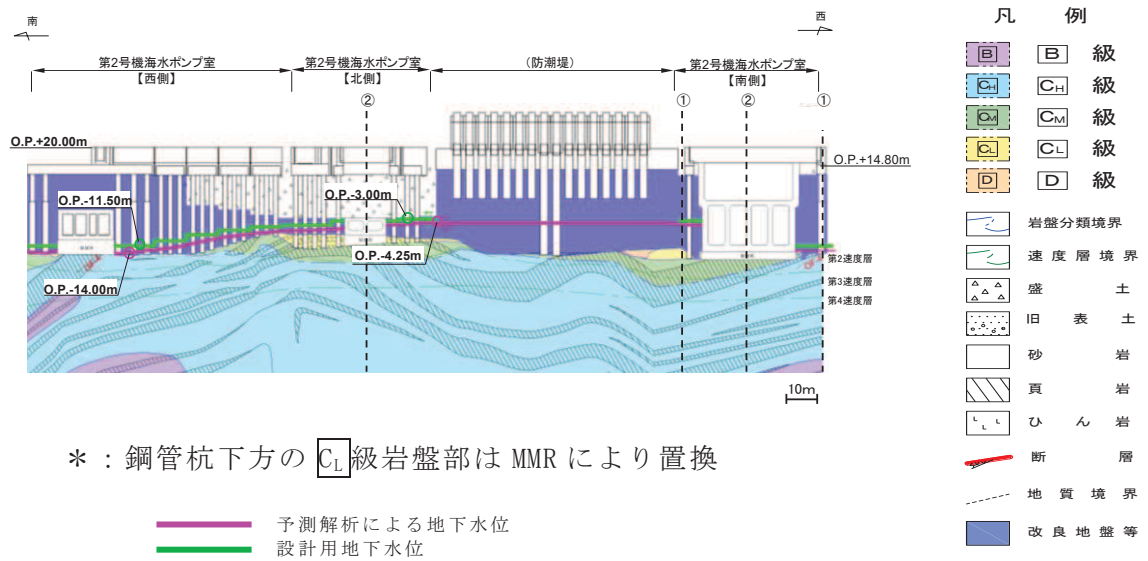 南
西
第2号機海水ポンプ室
【西側】
第2号機海水ポンプ室
【北側】
(防潮堤)
第2号機海水ポンプ室
【南側】
②
①
②
①
O.P.+20.00m
O.P.+14.80m
O.P.-11.50m
O.P.-3.00m
O.P.-14.00m
O.P.-4.25m
第2速度層
第3速度層
第4速度層
10m
*：鋼管杭下方の CL 級岩盤部は MMR により置換
予測解析による地下水位
設計用地下水位
凡 例
B B 級
CH CH 級
CM CM 級
CL CL 級
D D 級
岩盤分類境界
速度層境界
盛 土
旧 表 土
砂 岩
頁 岩
ひ ん 岩
断 層
地 質 境 界
改 良 地 盤 等